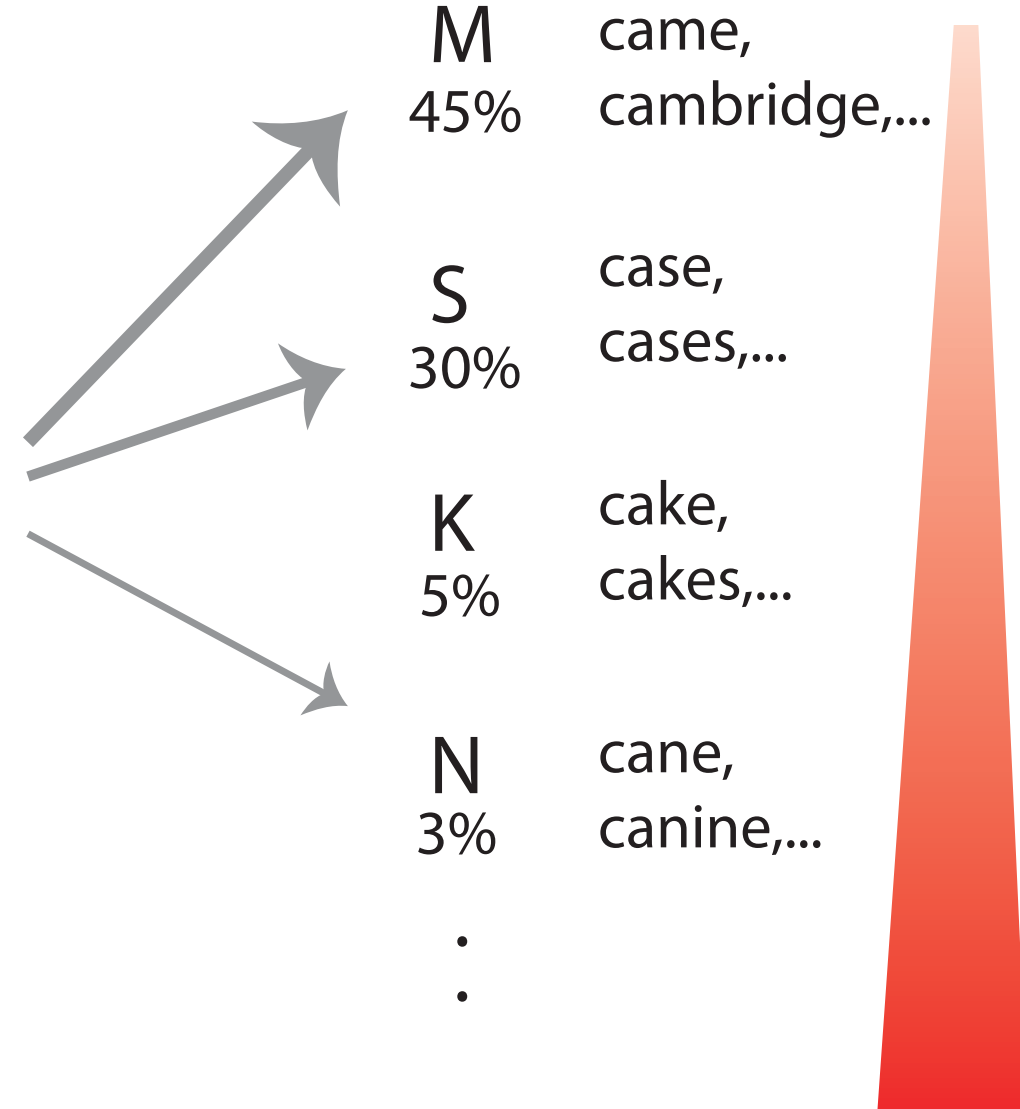 M came,
45% cambridge,...
S case,
30% cases,...
K cake,
5% cakes,...
N cane,
3% canine,...
.
.